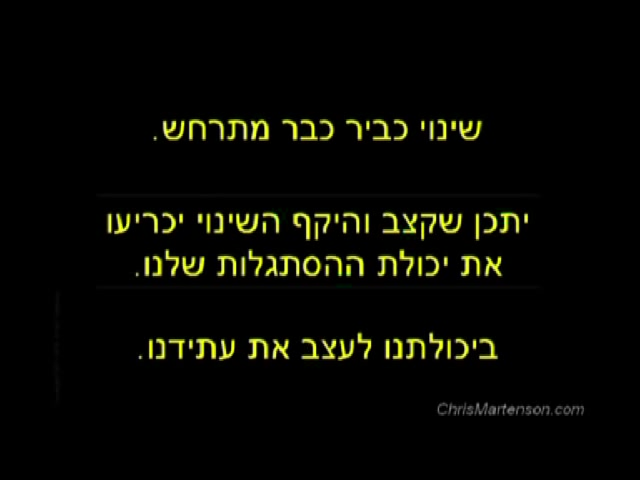 שינוי כביר כבר מתרחש.
יתכן שקצב והיקף השינוי יכריעו
את יכולת ההסתגלות שלנו.
ביכולתנו לעצב את עתידנו.
ChrisMartenson.com